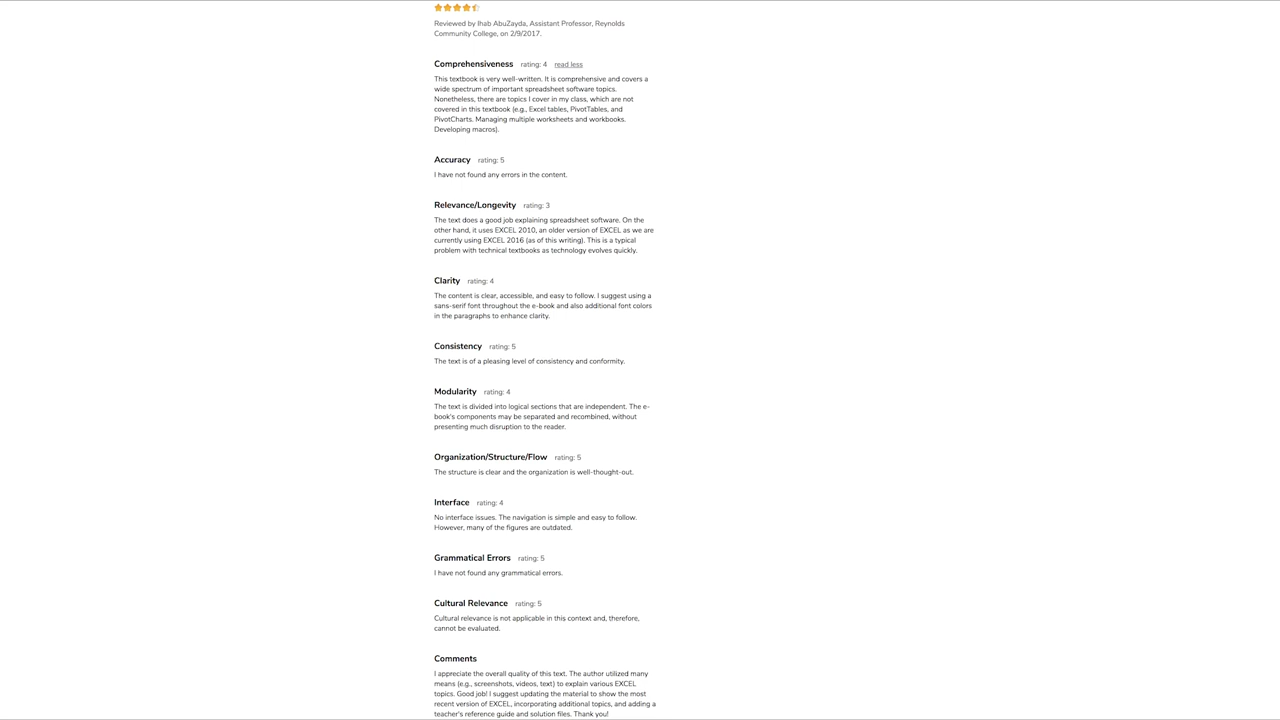 Reviewed by Ihab AbuZayda, Assistant Professor, Reynolds
Community College, on 2/9/2017.
Comprehensiveness rating: 4 read less
This textbook is very well-written. It is comprehensive and covers a
wide spectrum of important spreadsheet software topics.
Nonetheless, there are topics I cover in my class, which are not
covered in this textbook (e.g., Excel tables, PivotTables, and
PivotCharts. Managing multiple worksheets and workbooks.
Developing macros).
Accuracy rating: 5
I have not found any errors in the content.
Relevance/Longevity rating: 3
The text does a good job explaining spreadsheet software. On the
other hand, it uses EXCEL 2010, an older version of EXCEL as we are
currently using EXCEL 2016 (as of this writing). This is a typical
problem with technical textbooks as technology evolves quickly.
Clarity rating: 4
The content is clear, accessible, and easy to follow. I suggest using a
sans-serif font throughout the e-book and also additional font colors
in the paragraphs to enhance clarity.
Consistency rating: 5
The text is of a pleasing level of consistency and conformity.
Modularity rating: 4
The text is divided into logical sections that are independent. The e-
book's components may be separated and recombined, without
presenting much disruption to the reader.
Organization/Structure/Flow rating: 5
The structure is clear and the organization is well-thought-out.
Interface rating: 4
No interface issues. The navigation is simple and easy to follow.
However, many of the figures are outdated.
Grammatical Errors rating: 5
I have not found any grammatical errors.
Cultural Relevance rating: 5
Cultural relevance is not applicable in this context and, therefore,
cannot be evaluated.
Comments
I appreciate the overall quality of this text. The author utilized many
means (e.g., screenshots, videos, text) to explain various EXCEL
topics. Good job! I suggest updating the material to show the most
recent version of EXCEL, incorporating additional topics, and adding a
teacher's reference guide and solution files. Thank you!